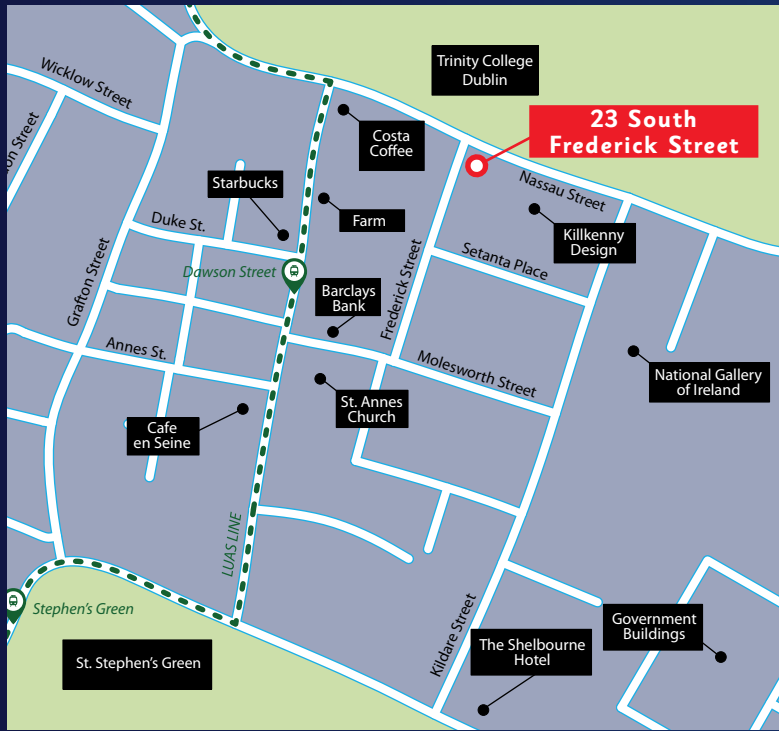 Trinity College
Dublin
23 South
Frederick Street
Wicklow Street
Costa
Coffee
on Street
Starbucks
Nassau Street
Farm
Killkenny
Design
Duke St.
Setanta Place
Dawson Street
Grafton Street
Frederick Street
Barclays
Bank
Annes St.
Molesworth Street
National Gallery
of Ireland
St. Annes
Church
Cafe
en Seine
LUAS LINE
Stephen's Green
Kildare Street
Government
Buildings
The Shelbourne
Hotel
St. Stephen's Green